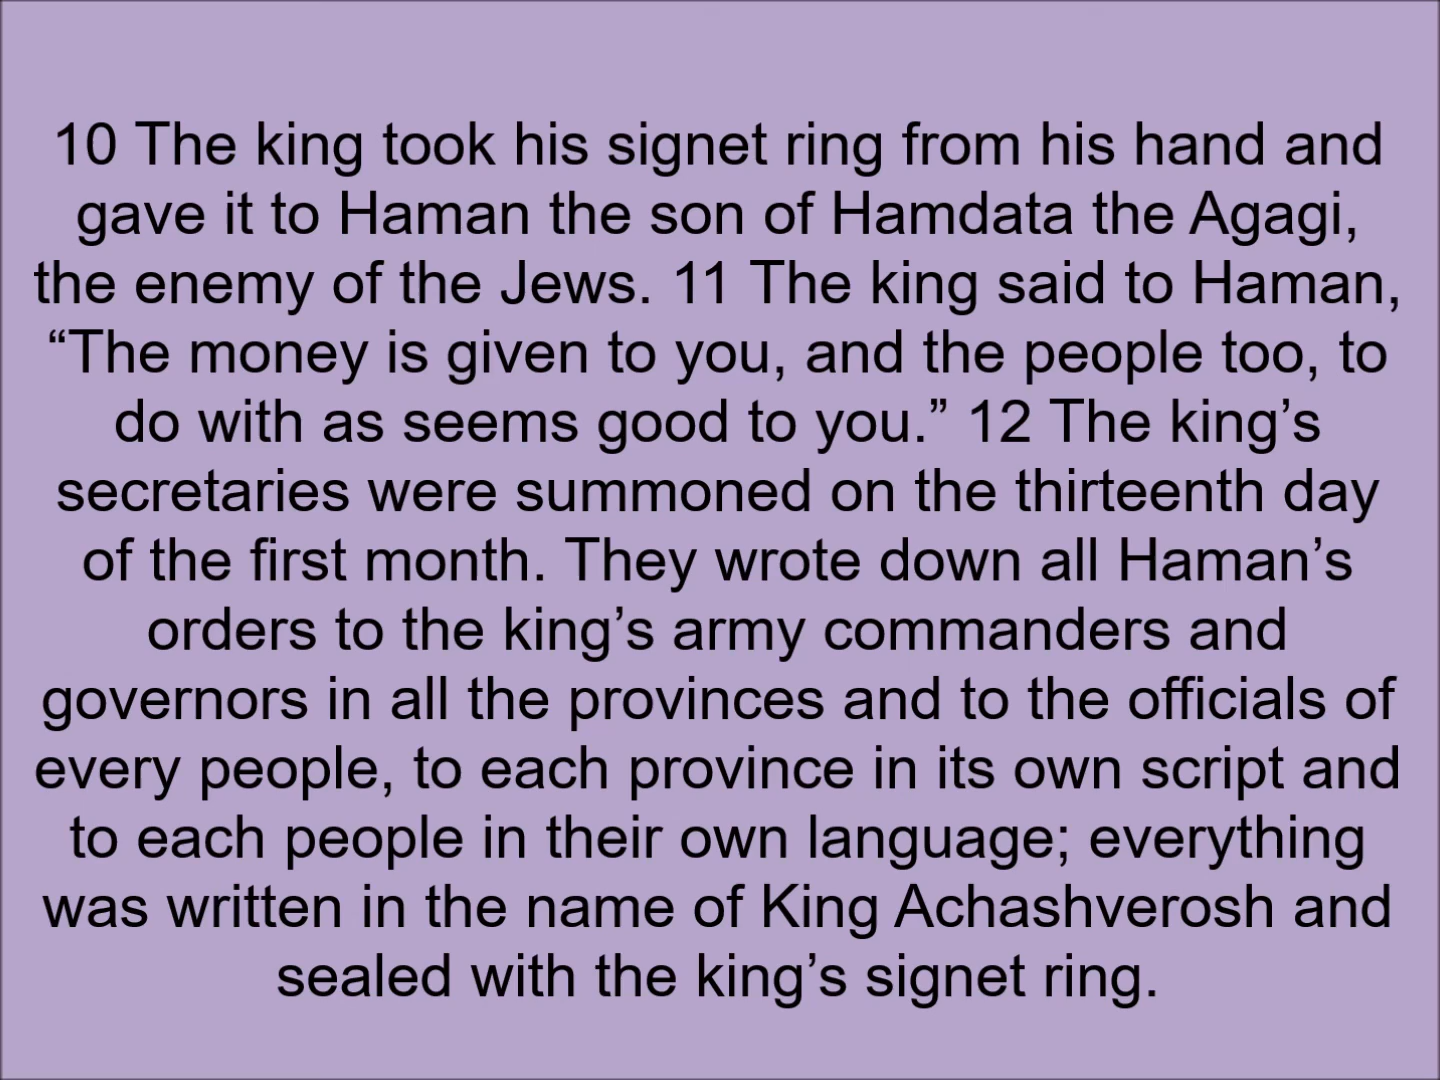 10 The king took his signet ring from his hand and
gave it to Haman the son of Hamdata the Agagi,
the enemy of the Jews. 11 The king said to Haman,
“The money is given to you, and the people too, to
do with as seems good to you.” 12 The king’s
secretaries were summoned on the thirteenth day
of the first month. They wrote down all Haman’s
orders to the king’s army commanders and
governors in all the provinces and to the officials of
every people, to each province in its own script and
to each people in their own language; everything
was written in the name of King Achashverosh and
sealed with the king’s signet ring.